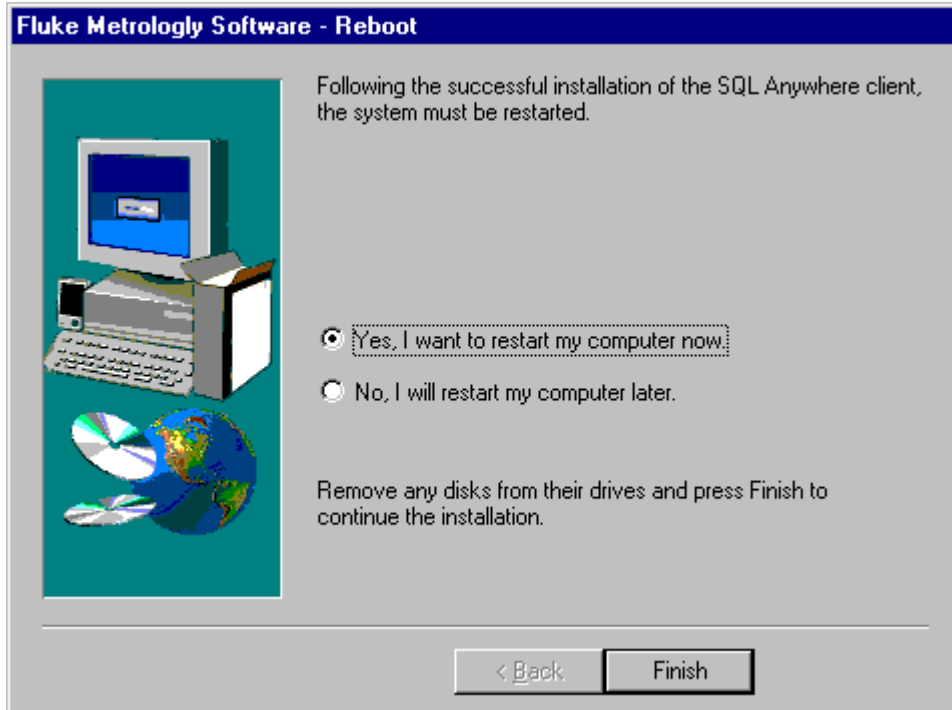 Fluke Metrologly Software - Reboot
Following the successful installation of the SQL Anywhere client,
the system must be restarted.
Yes, I want to restart my computer now.
No, I will restart my computer later.
Remove any disks from their drives and press Finish to
continue the installation.
< Back
Finish